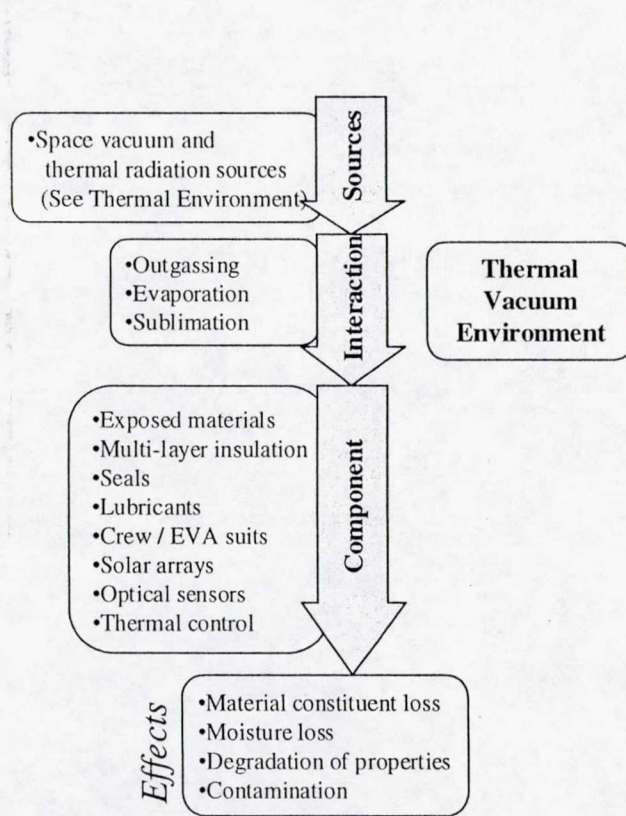 •Space vacuum and
thermal radiation sources
(See Thermal Environment)
Sources
•Outgassing
•Evaporation
•Sublimation
Interaction
Thermal
Vacuum
Environment
•Exposed materials
•Multi-layer insulation
•Seals
•Lubricants
•Crew / EVA suits
•Solar arrays
•Optical sensors
•Thermal control
Component
Effects
•Material constituent loss
•Moisture loss
•Degradation of properties
•Contamination